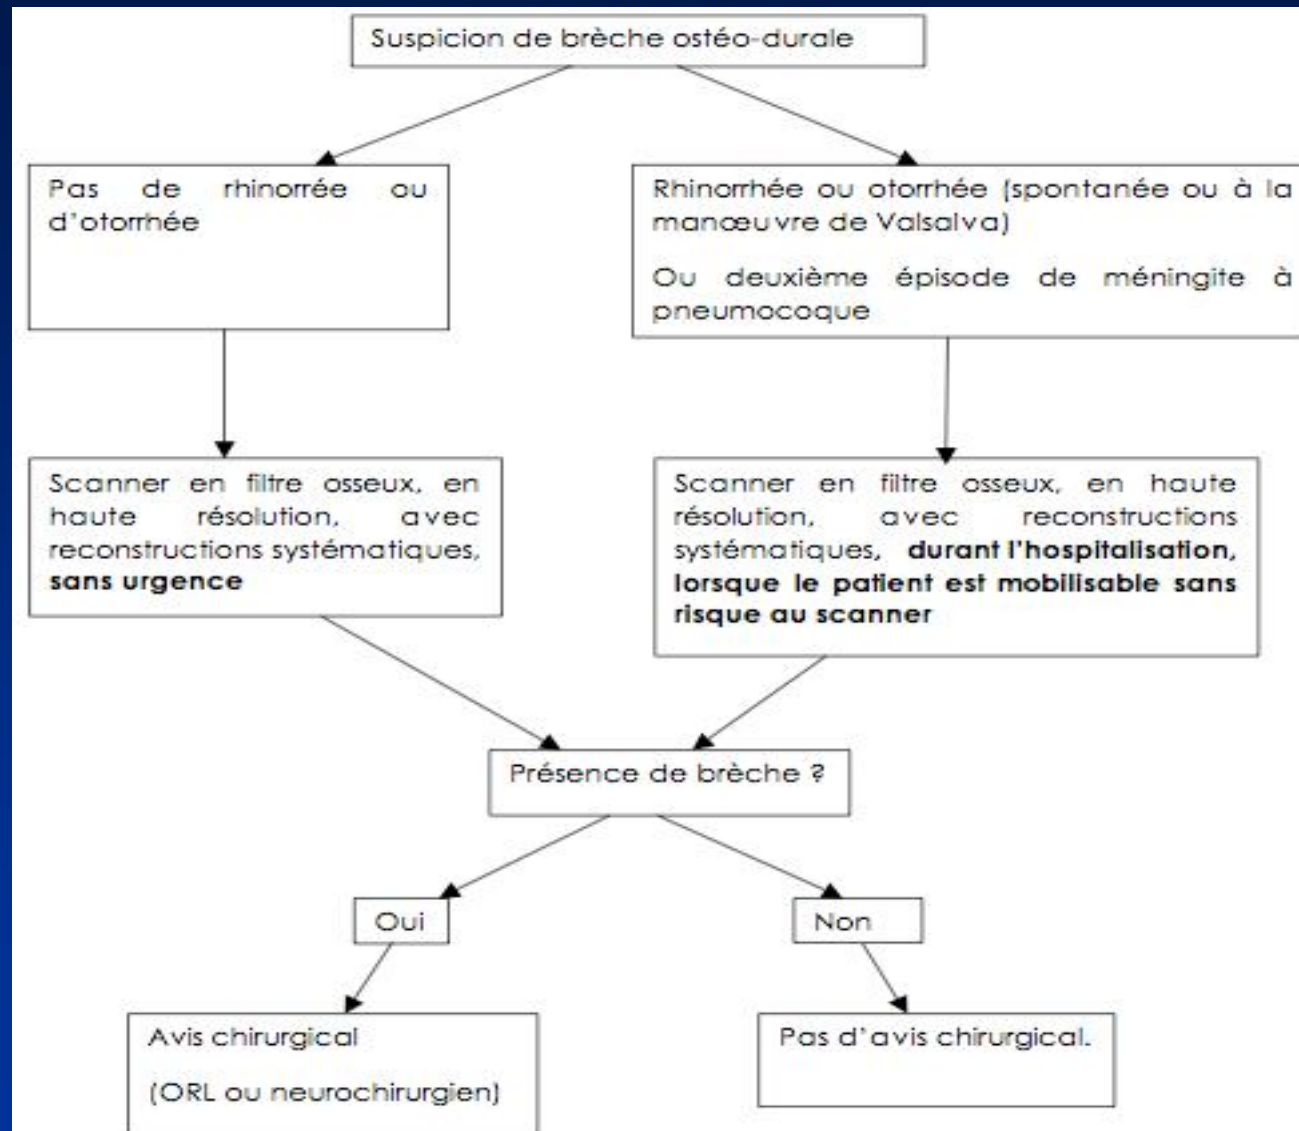 Suspicion de brèche ostéo-durale
Pas de rhinorrée ou
d'otorrhée
Rhinorrhée ou otorrhée (spontanée ou à la
manœuvre de Valsalva)
Ou deuxième épisode de méningite à
pneumocoque
Scanner en filtre osseux, en
haute résolution, avec
reconstructions systématiques,
sans urgence
Scanner en filtre osseux, en haute
résolution, avec reconstructions
systématiques, durant l'hospitalisation,
lorsque le patient est mobilisable sans
risque au scanner
Présence de brèche ?
Oui
Non
Avis chirurgical
(ORL ou neurochirurgien)
Pas d'avis chirurgical.